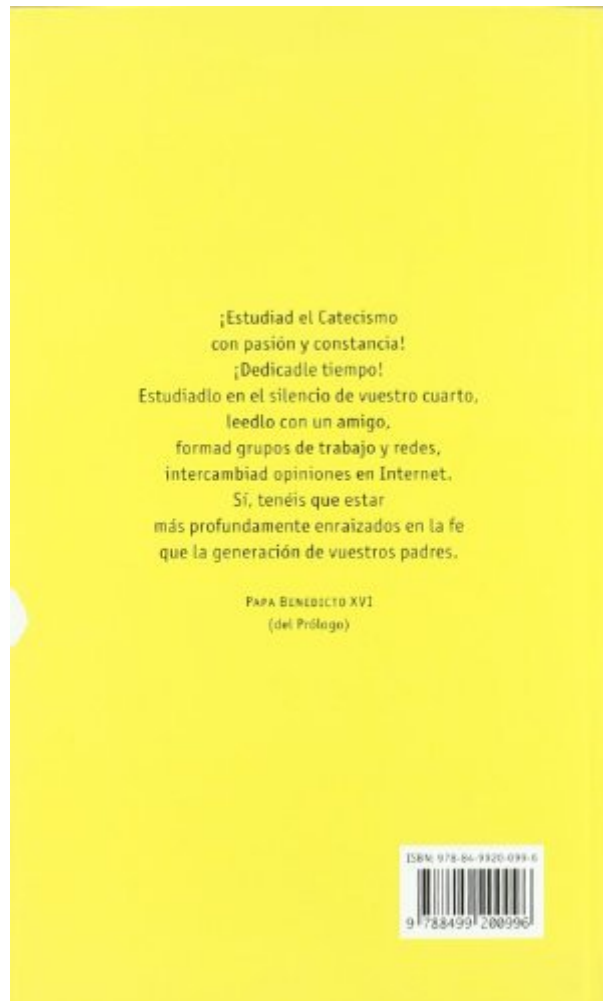 ¡Estudiad el Catecismo
con pasión y constancia!
¡Dedicadle tiempo!
Estudiadlo en el silencio de vuestro cuarto,
leedlo con un amigo,
formad grupos de trabajo y redes,
intercambiad opiniones en Internet.
Sí, tenéis que estar
más profundamente enraizados en la fe
que la generación de vuestros padres.
PAPA BENEDICTO XVI
(del Prólogo)
ISBN: 978-84-9920-099-6
9 788499 200996